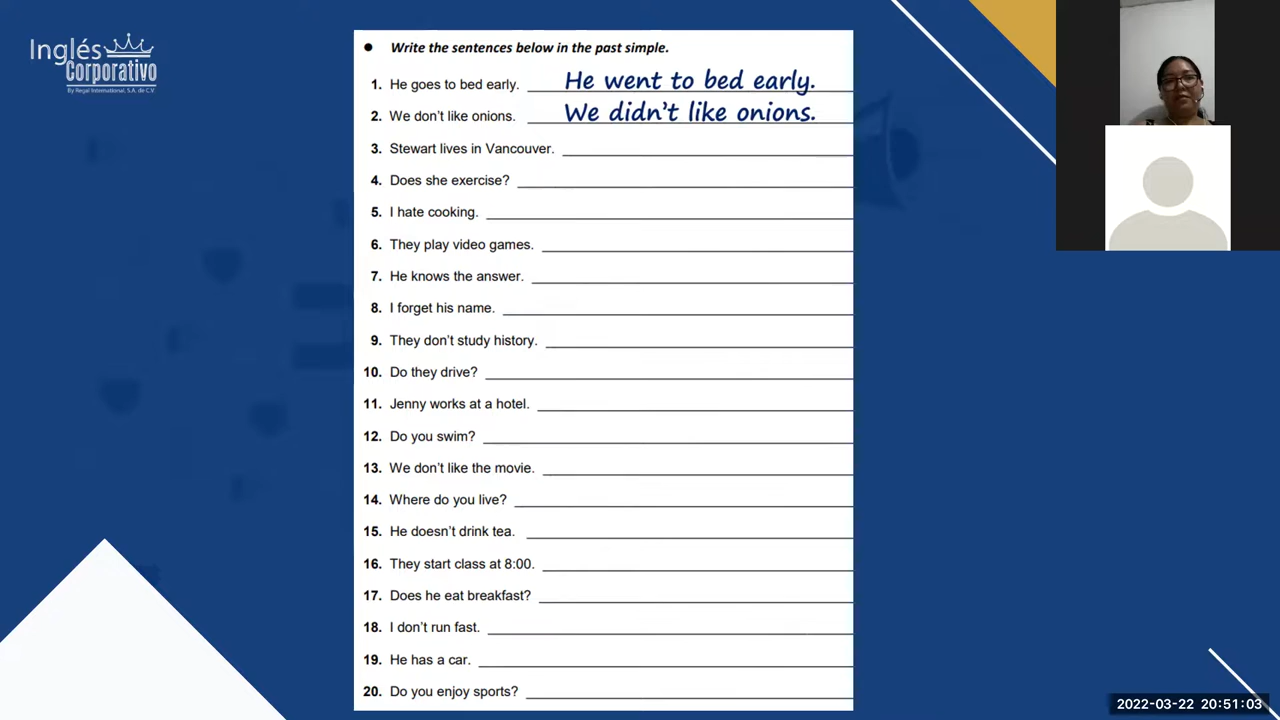 Inglés
Corporativo
By Regal International, S.A. de C.V.
● Write the sentences below in the past simple.
1. He goes to bed early. He went to bed early.
2. We don't like onions. We didn't like onions.
3. Stewart lives in Vancouver.
4. Does she exercise?
5. I hate cooking.
6. They play video games.
7. He knows the answer.
8. I forget his name.
9. They don't study history.
10. Do they drive?
11. Jenny works at a hotel.
12. Do you swim?
13. We don't like the movie.
14. Where do you live?
15. He doesn't drink tea.
16. They start class at 8:00.
17. Does he eat breakfast?
18. I don't run fast.
19. He has a car.
20. Do you enjoy sports?
2022-03-22 20:51:03